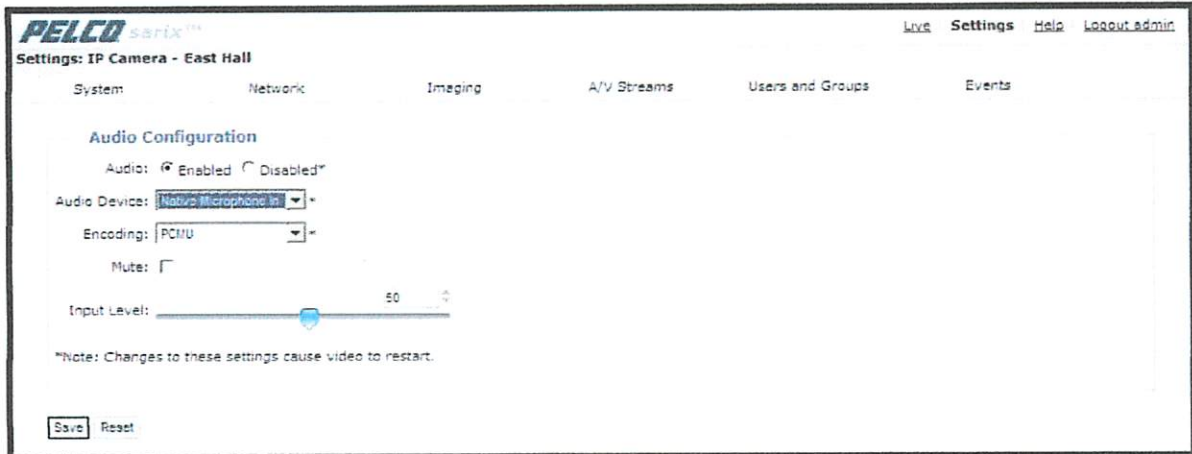 PELCO sarix™ Live Settings Help Logout admin
Settings: IP Camera - East Hall
System Network Imaging A/V Streams Users and Groups Events
Audio Configuration
Audio: Enabled Disabled*
Audio Device: Native Microphone In *
Encoding: PCMU *
Mute:
Input Level: 50
*Note: Changes to these settings cause video to restart.
Save Reset